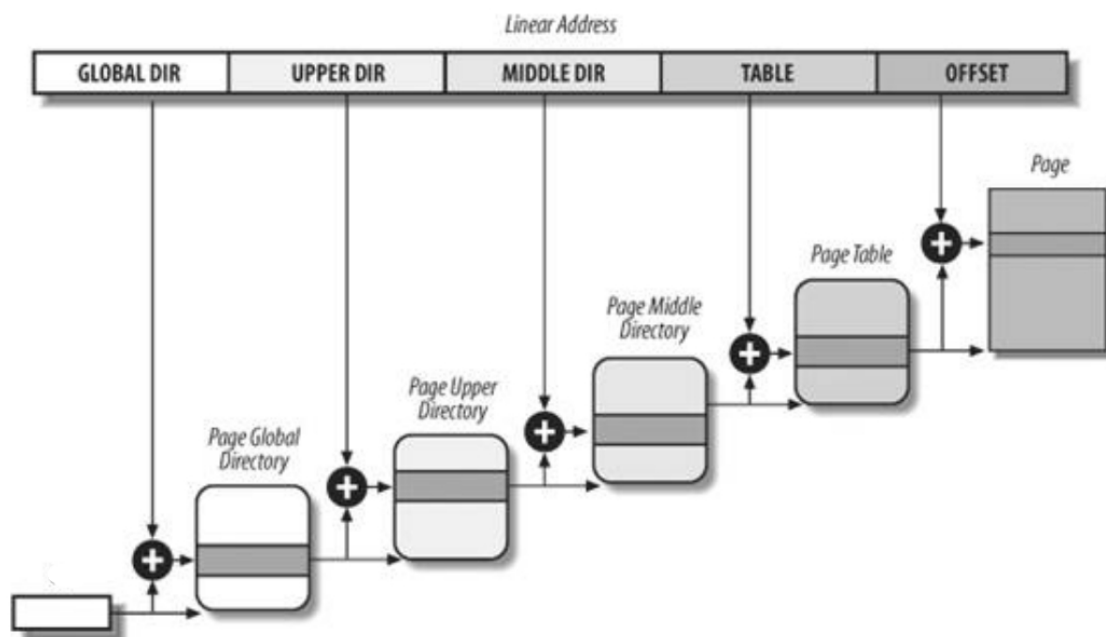 Linear Address
GLOBAL DIR
UPPER DIR
MIDDLE DIR
TABLE
OFFSET
Page
Page Table
Page Middle
Directory
Page Upper
Directory
Page Global
Directory